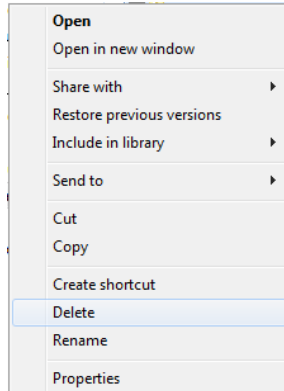 Open
Open in new window
Share with
Restore previous versions
Include in library
Send to
Cut
Copy
Create shortcut
Delete
Rename
Properties